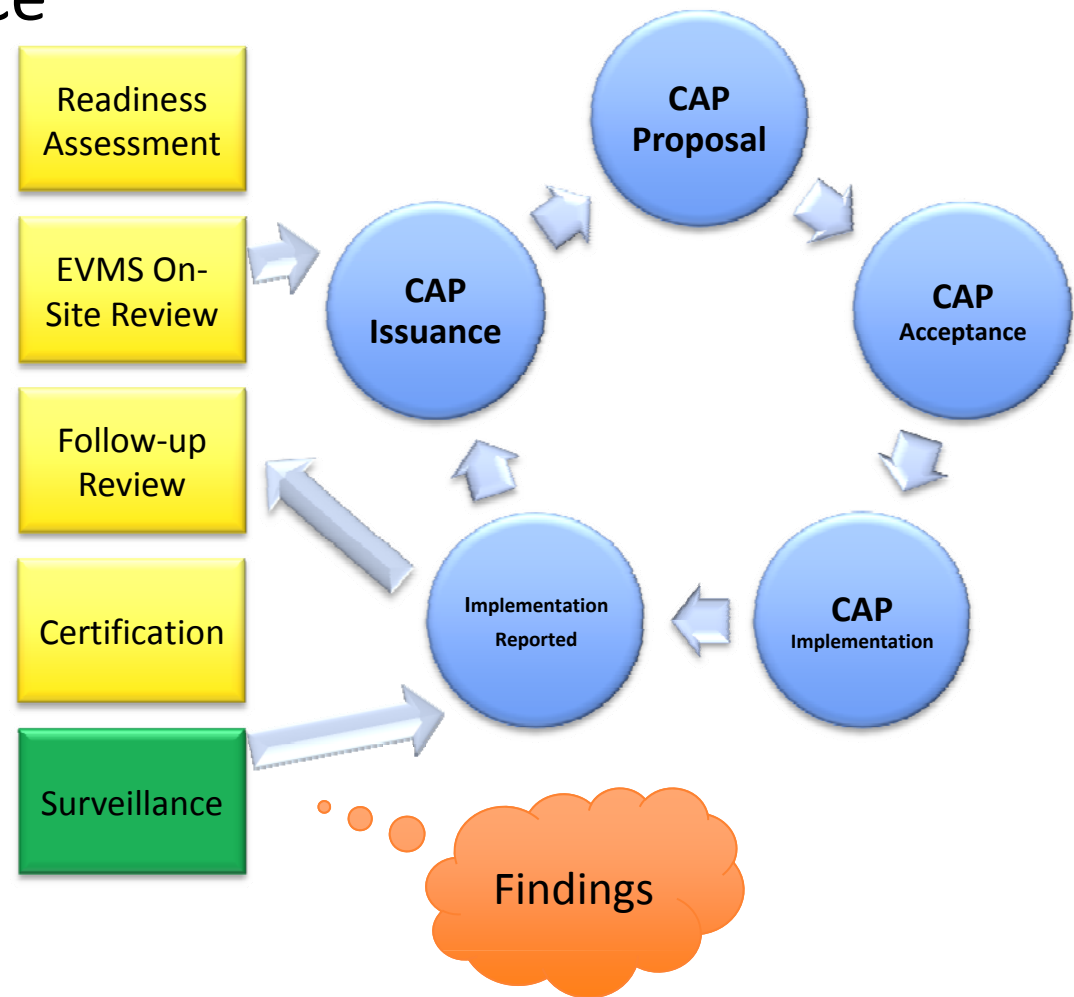 ce
Readiness
Assessment
EVMS On-
Site Review
Follow-up
Review
Certification
Surveillance
CAP
Proposal
CAP
Issuance
CAP
Acceptance
Implementation
Reported
CAP
Implementation
Findings